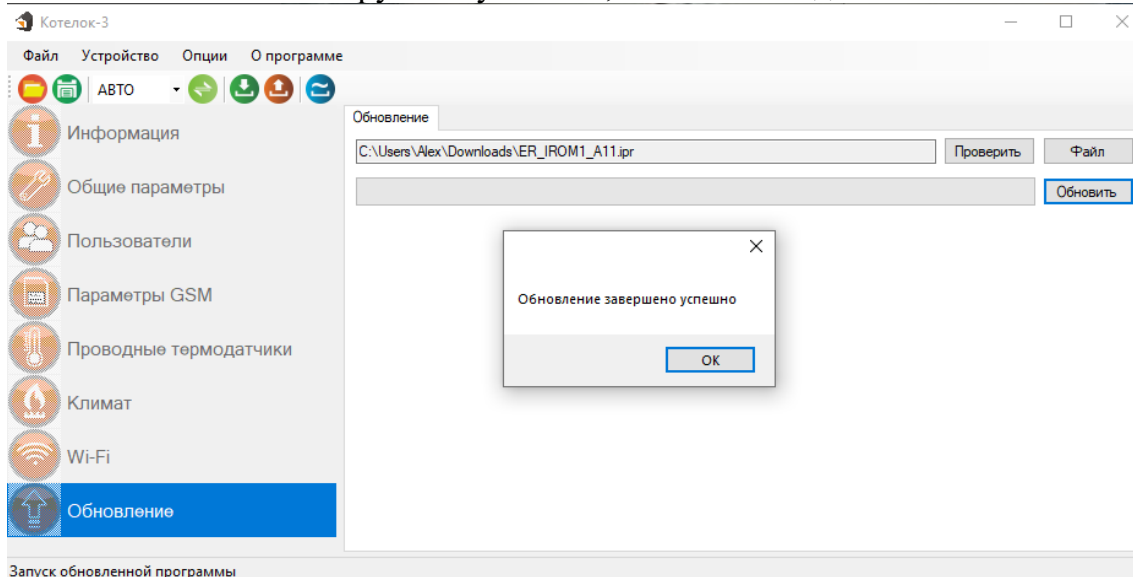 Котелок-3
Файл Устройство Опции О программе
АВТО
Информация
Общие параметры
Пользователи
Параметры GSM
Проводные термодатчики
Климат
Wi-Fi
Обновление
Обновление
C:\Users\Alex\Downloads\ER_IROM1_A11.ipr Проверить Файл
Обновить
Обновление завершено успешно
ОК
Запуск обновленной программы